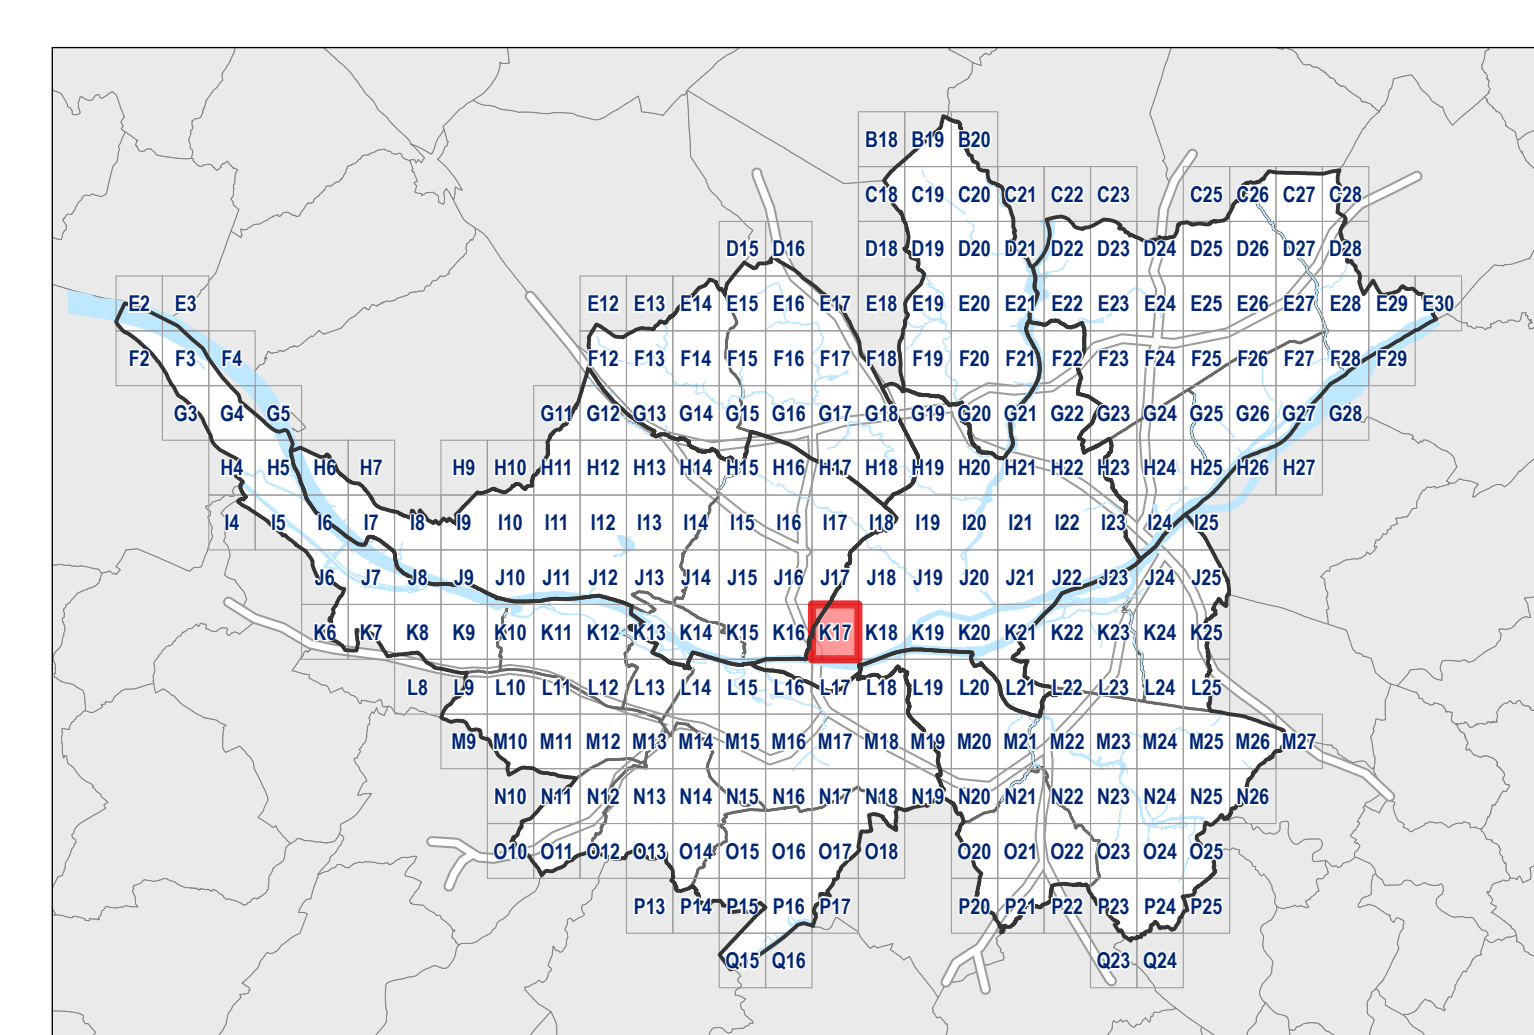 B18 B19 B20
C18 C19 C20 C21 C22 C23 C25 C26 C27 C28
D15 D16 D18 D19 D20 D21 D22 D23 D24 D25 D26 D27 D28
E2 E3 E12 E13 E14 E15 E16 E17 E18 E19 E20 E21 E22 E23 E24 E25 E26 E27 E28 E29 E30
F2 F3 F4 F12 F13 F14 F15 F16 F17 F18 F19 F20 F21 F22 F23 F24 F25 F26 F27 F28 F29
G3 G4 G5 G11 G12 G13 G14 G15 G16 G17 G18 G19 G20 G21 G22 G23 G24 G25 G26 G27 G28
H4 H5 H6 H7 H9 H10 H11 H12 H13 H14 H15 H16 H17 H18 H19 H20 H21 H22 H23 H24 H25 H26 H27
I4 I5 I6 I7 I8 I9 I10 I11 I12 I13 I14 I15 I16 I17 I18 I19 I20 I21 I22 I23 I24 I25
J6 J7 J8 J9 J10 J11 J12 J13 J14 J15 J16 J17 J18 J19 J20 J21 J22 J23 J24 J25
K6 K7 K8 K9 K10 K11 K12 K13 K14 K15 K16 K17 K18 K19 K20 K21 K22 K23 K24 K25
L8 L9 L10 L11 L12 L13 L14 L15 L16 L17 L18 L19 L20 L21 L22 L23 L24 L25
M9 M10 M11 M12 M13 M14 M15 M16 M17 M18 M19 M20 M21 M22 M23 M24 M25 M26 M27
N10 N11 N12 N13 N14 N15 N16 N17 N18 N19 N20 N21 N22 N23 N24 N25 N26
O10 O11 O12 O13 O14 O15 O16 O17 O18 O20 O21 O22 O23 O24 O25
P13 P14 P15 P16 P17 P20 P21 P22 P23 P24 P25
Q15 Q16 Q23 Q24